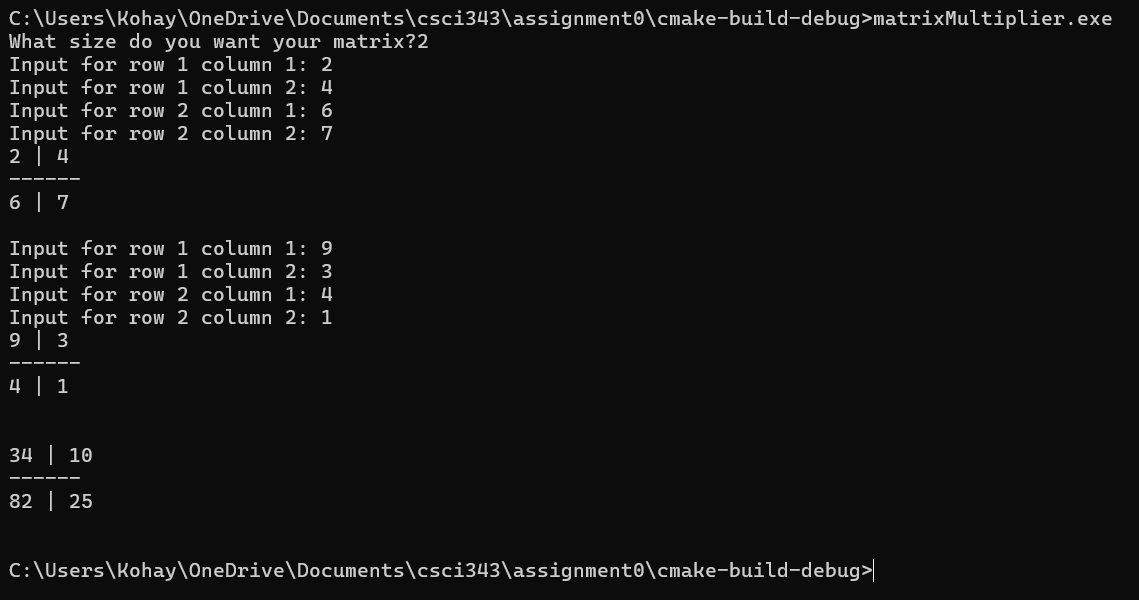 C:\Users\Kohay\OneDrive\Documents\csci343\assignment0\cmake-build-debug>matrixMultiplier.exe
What size do you want your matrix?2
Input for row 1 column 1: 2
Input for row 1 column 2: 4
Input for row 2 column 1: 6
Input for row 2 column 2: 7
2 | 4
------
6 | 7

Input for row 1 column 1: 9
Input for row 1 column 2: 3
Input for row 2 column 1: 4
Input for row 2 column 2: 1
9 | 3
------
4 | 1


34 | 10
------
82 | 25


C:\Users\Kohay\OneDrive\Documents\csci343\assignment0\cmake-build-debug>